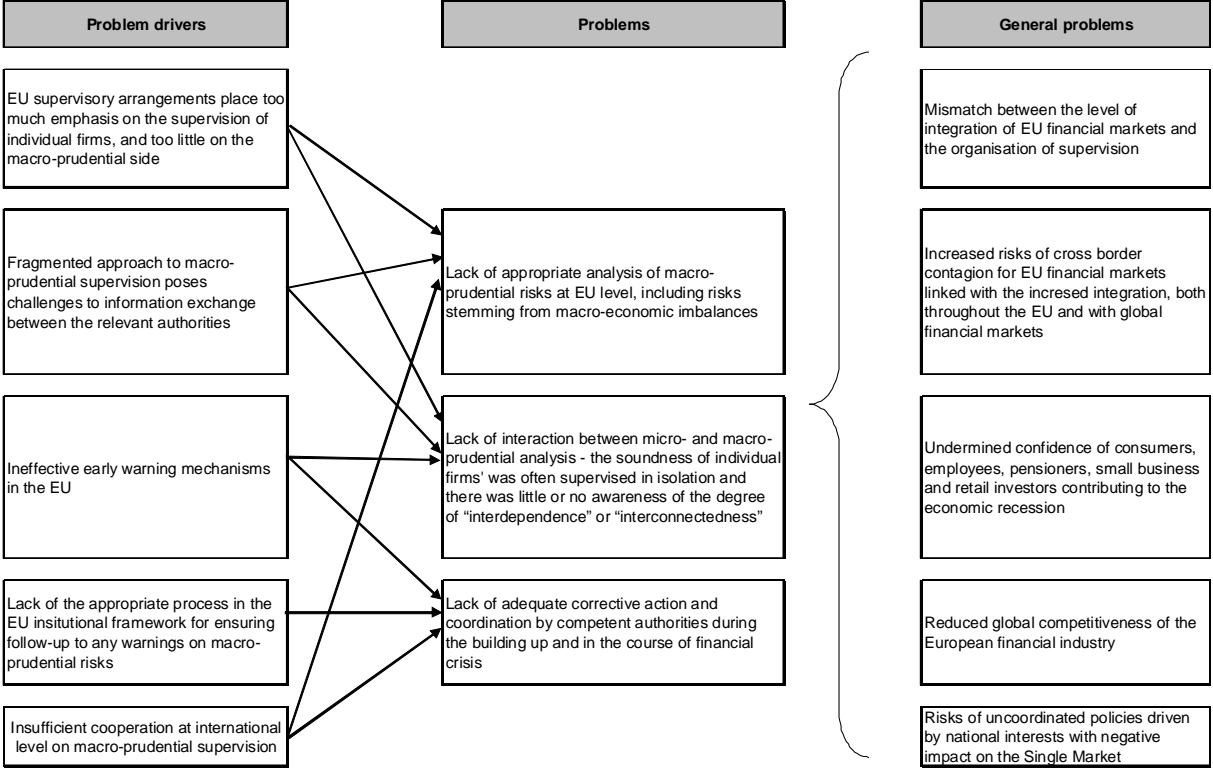 Problem drivers
Problems
General problems
EU supervisory arrangements place too
much emphasis on the supervision of
individual firms, and too little on the
macro-prudential side
Fragmented approach to macro-
prudential supervision poses
challenges to information exchange
between the relevant authorities
Ineffective early warning mechanisms
in the EU
Lack of the appropriate process in the
EU insitutional framework for ensuring
follow-up to any warnings on macro-
prudential risks
Insufficient cooperation at international
level on macro-prudential supervision
Lack of appropriate analysis of macro-
prudential risks at EU level, including risks
stemming from macro-economic imbalances
Lack of interaction between micro- and macro-
prudential analysis - the soundness of individual
firms' was often supervised in isolation and
there was little or no awareness of the degree
of “interdependence” or “interconnectedness”
Lack of adequate corrective action and
coordination by competent authorities during
the building up and in the course of financial
crisis
Mismatch between the level of
integration of EU financial markets and
the organisation of supervision
Increased risks of cross border
contagion for EU financial markets
linked with the incresed integration, both
throughout the EU and with global
financial markets
Undermined confidence of consumers,
employees, pensioners, small business
and retail investors contributing to the
economic recession
Reduced global competitiveness of the
European financial industry
Risks of uncoordinated policies driven
by national interests with negative
impact on the Single Market